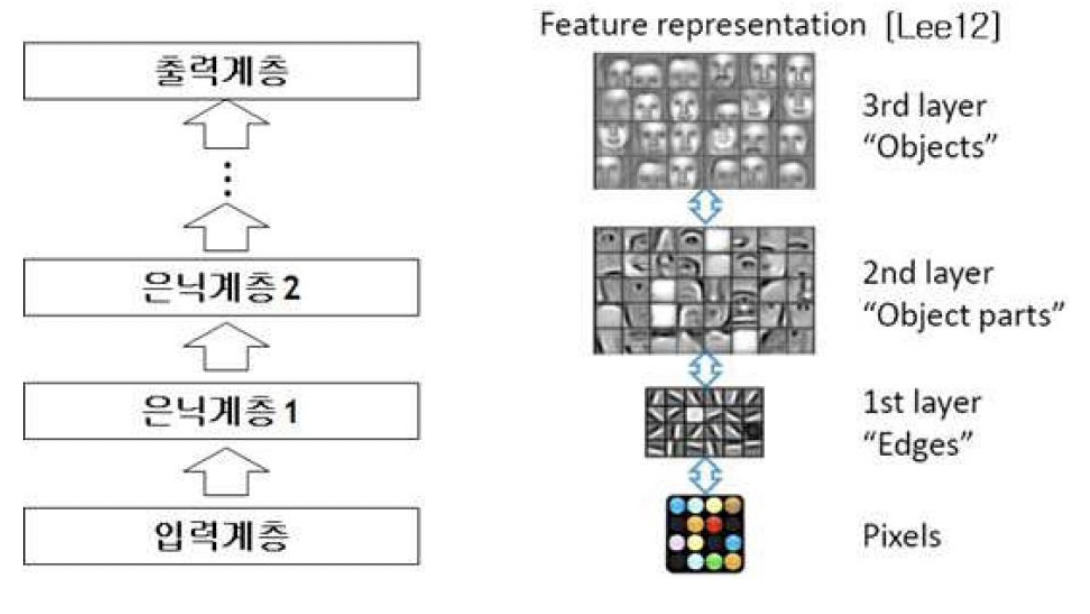 출력계층
은닉계층 2
은닉계층 1
입력계층
Feature representation [Lee12]
3rd layer
“Objects”
2nd layer
“Object parts”
1st layer
“Edges”
Pixels